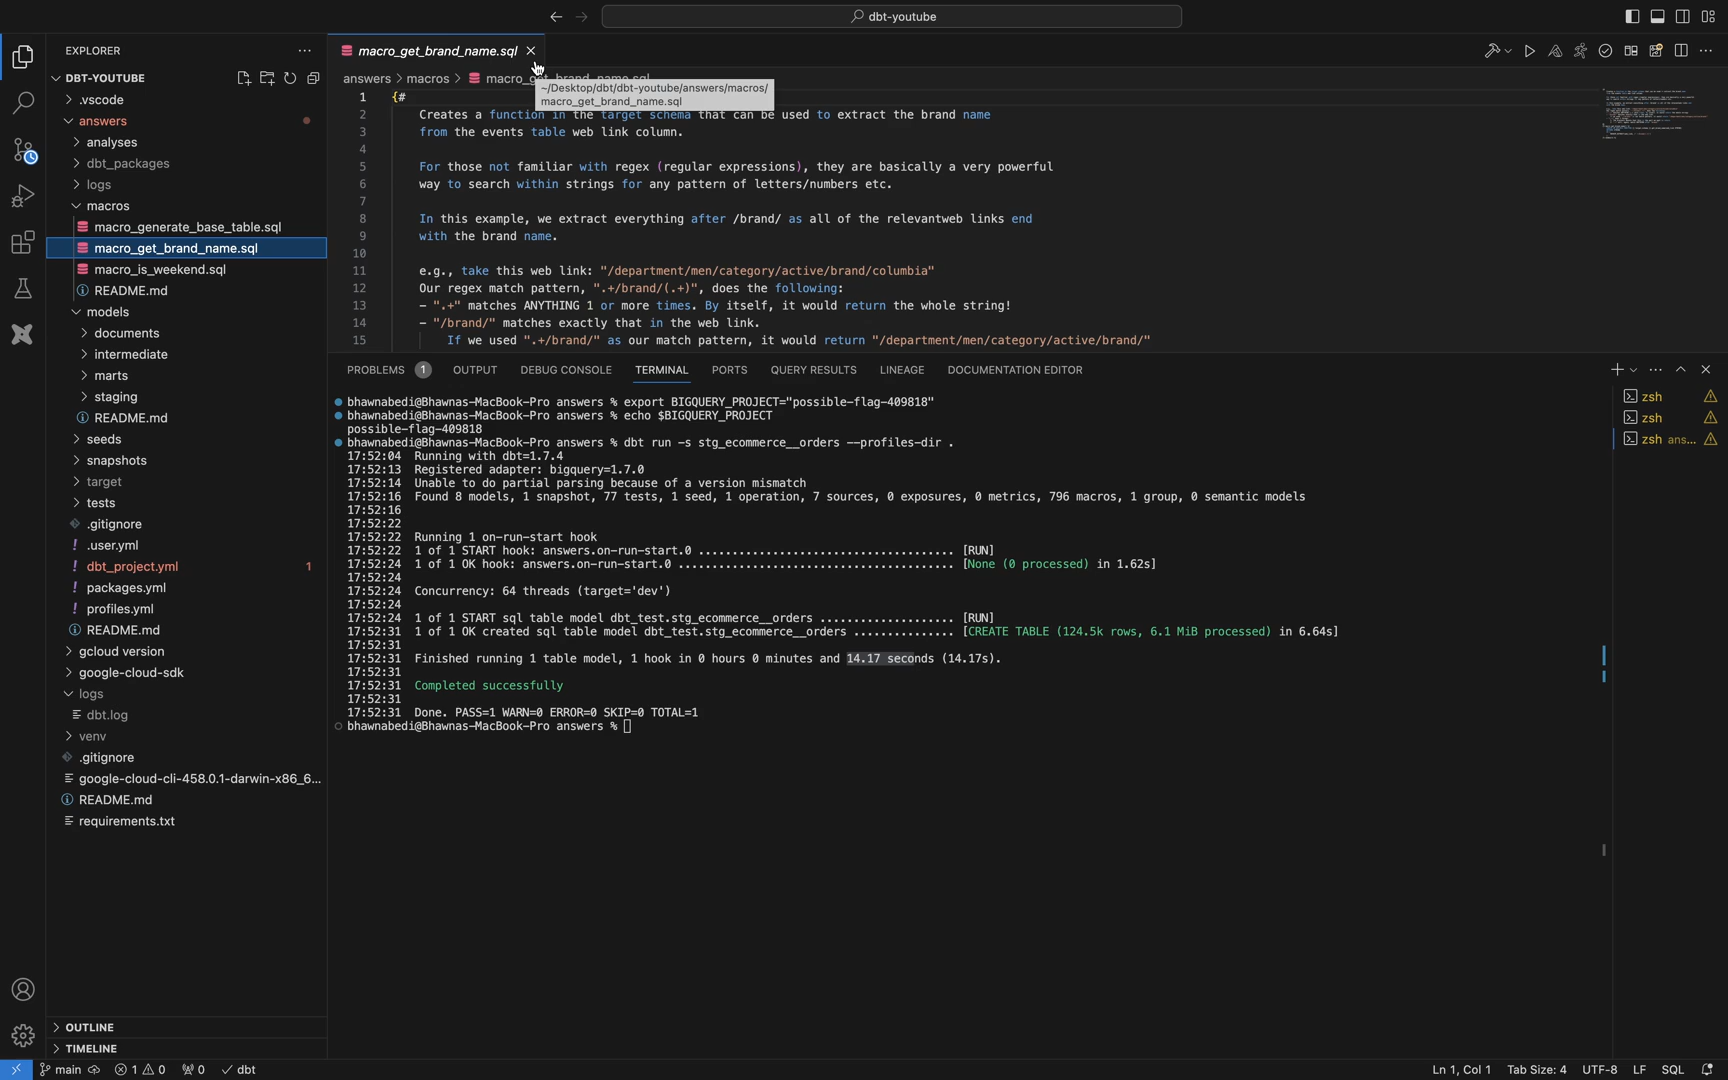 dbt-youtube
EXPLORER
DBT-YOUTUBE
.vscode
answers
analyses
dbt_packages
logs
macros
macro_generate_base_table.sql
macro_get_brand_name.sql
macro_is_weekend.sql
README.md
models
documents
intermediate
marts
staging
README.md
seeds
snapshots
target
tests
.gitignore
.user.yml
dbt_project.yml 1
packages.yml
profiles.yml
README.md
gcloud version
google-cloud-sdk
logs
dbt.log
venv
.gitignore
google-cloud-cli-458.0.1-darwin-x86_6...
README.md
requirements.txt
OUTLINE
TIMELINE
macro_get_brand_name.sql
answers > macros > macro_get_brand_name.sql
~/Desktop/dbt/dbt-youtube/answers/macros/
macro_get_brand_name.sql
1 {#
2 Creates a function in the target schema that can be used to extract the brand name
3 from the events table web link column.
4
5 For those not familiar with regex (regular expressions), they are basically a very powerful
6 way to search within strings for any pattern of letters/numbers etc.
7
8 In this example, we extract everything after /brand/ as all of the relevantweb links end
9 with the brand name.
10
11 e.g., take this web link: "/department/men/category/active/brand/columbia"
12 Our regex match pattern, ".+/brand/(.+)", does the following:
13 - ".+" matches ANYTHING 1 or more times. By itself, it would return the whole string!
14 - "/brand/" matches exactly that in the web link.
15 If we used ".+/brand/" as our match pattern, it would return "/department/men/category/active/brand/"
PROBLEMS 1 OUTPUT DEBUG CONSOLE TERMINAL PORTS QUERY RESULTS LINEAGE DOCUMENTATION EDITOR
bhawnabedi@Bhawnas-MacBook-Pro answers % export BIGQUERY_PROJECT="possible-flag-409818"
bhawnabedi@Bhawnas-MacBook-Pro answers % echo $BIGQUERY_PROJECT
possible-flag-409818
bhawnabedi@Bhawnas-MacBook-Pro answers % dbt run -s stg_ecommerce__orders --profiles-dir .
17:52:04 Running with dbt=1.7.4
17:52:13 Registered adapter: bigquery=1.7.0
17:52:14 Unable to do partial parsing because of a version mismatch
17:52:16 Found 8 models, 1 snapshot, 77 tests, 1 seed, 1 operation, 7 sources, 0 exposures, 0 metrics, 796 macros, 1 group, 0 semantic models
17:52:16
17:52:22
17:52:22 Running 1 on-run-start hook
17:52:22 1 of 1 START hook: answers.on-run-start.0 ...................................... [RUN]
17:52:24 1 of 1 OK hook: answers.on-run-start.0 ......................................... [None (0 processed) in 1.62s]
17:52:24
17:52:24 Concurrency: 64 threads (target='dev')
17:52:24
17:52:24 1 of 1 START sql table model dbt_test.stg_ecommerce__orders .................... [RUN]
17:52:31 1 of 1 OK created sql table model dbt_test.stg_ecommerce__orders ............... [CREATE TABLE (124.5k rows, 6.1 MiB processed) in 6.64s]
17:52:31
17:52:31 Finished running 1 table model, 1 hook in 0 hours 0 minutes and 14.17 seconds (14.17s).
17:52:31
17:52:31 Completed successfully
17:52:31
17:52:31 Done. PASS=1 WARN=0 ERROR=0 SKIP=0 TOTAL=1
bhawnabedi@Bhawnas-MacBook-Pro answers %
zsh
zsh
zsh ans...
main 1 0 0 dbt Ln 1, Col 1 Tab Size: 4 UTF-8 LF SQL